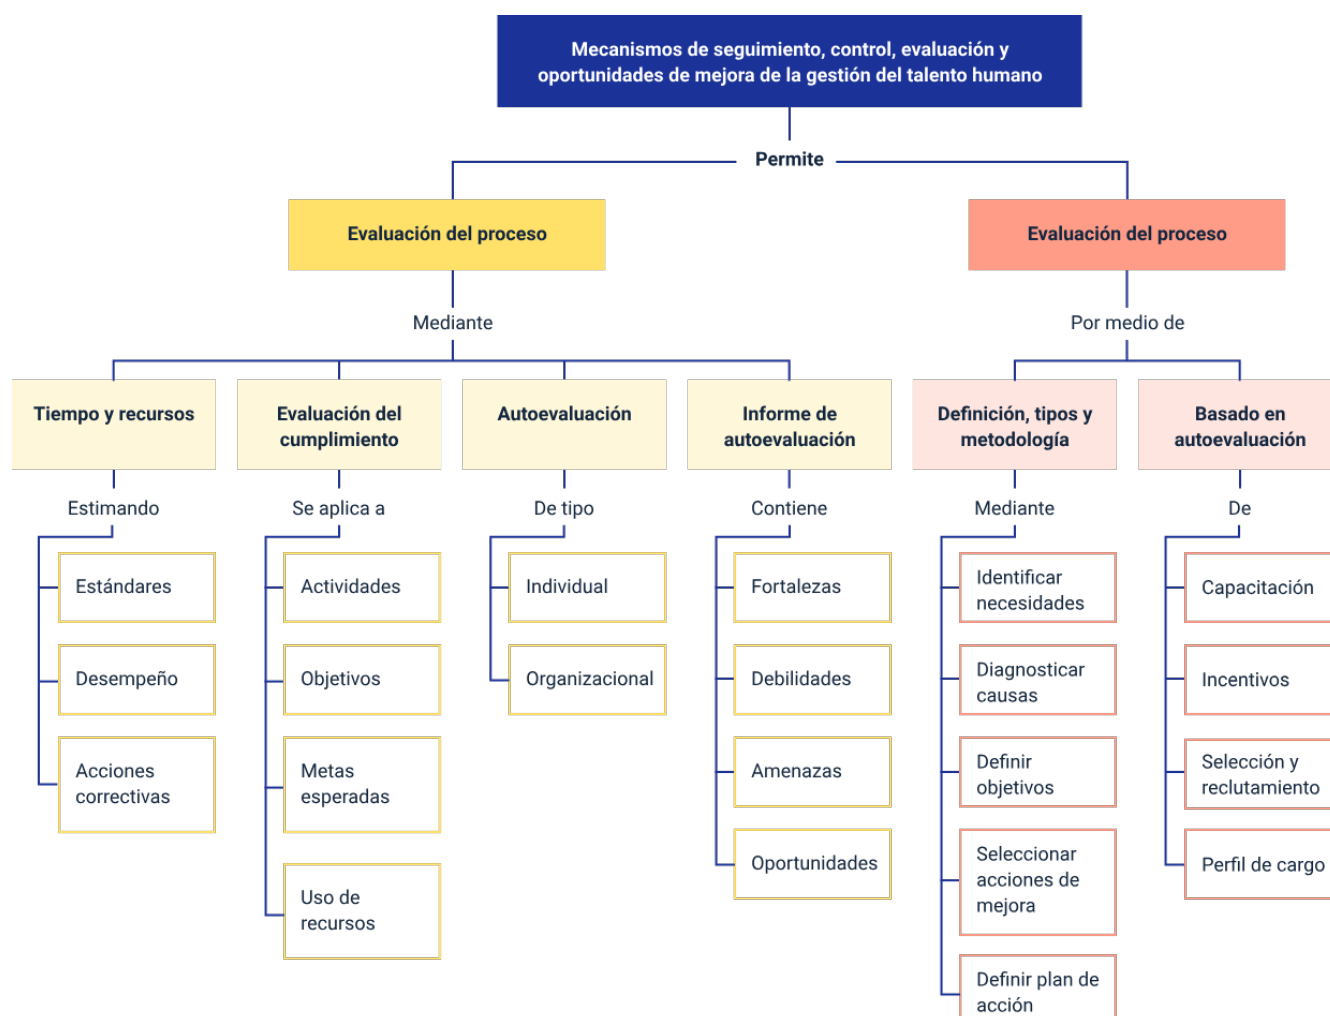 Mecanismos de seguimiento, control, evaluación y
oportunidades de mejora de la gestión del talento humano
Permite
Evaluación del proceso
Evaluación del proceso
Mediante
Por medio de
Tiempo y recursos
Evaluación del
cumplimiento
Autoevaluación
Informe de
autoevaluación
Definición, tipos y
metodología
Basado en
autoevaluación
Estimando
Se aplica a
De tipo
Contiene
Mediante
De
Estándares
Desempeño
Acciones
correctivas
Actividades
Objetivos
Metas
esperadas
Uso de
recursos
Individual
Organizacional
Fortalezas
Debilidades
Amenazas
Oportunidades
Identificar
necesidades
Diagnosticar
causas
Definir
objetivos
Seleccionar
acciones de
mejora
Definir plan de
acción
Capacitación
Incentivos
Selección y
reclutamiento
Perfil de cargo